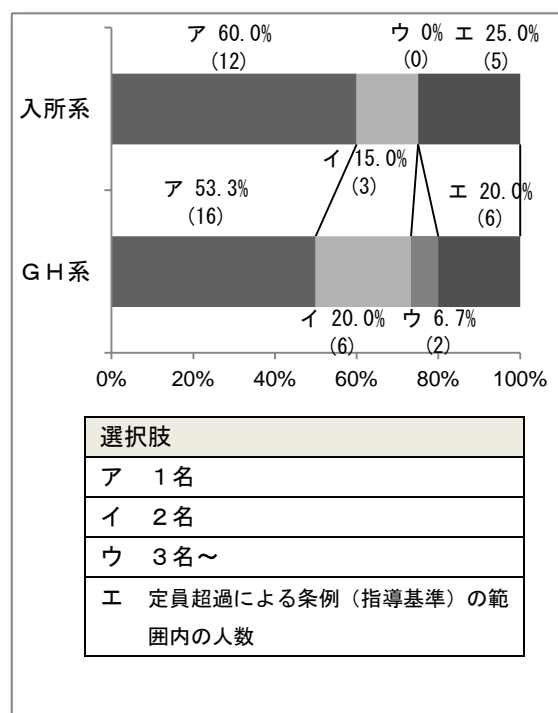 ア 60.0%
(12)
ウ 0%
(0)
エ 25.0%
(5)
入所系
イ 15.0%
(3)
ア 53.3%
(16)
エ 20.0%
(6)
ＧＨ系
イ 20.0%
(6)
ウ 6.7%
(2)
0% 20% 40% 60% 80% 100%
選択肢
ア １名
イ ２名
ウ ３名～
エ 定員超過による条例（指導基準）の範
囲内の人数